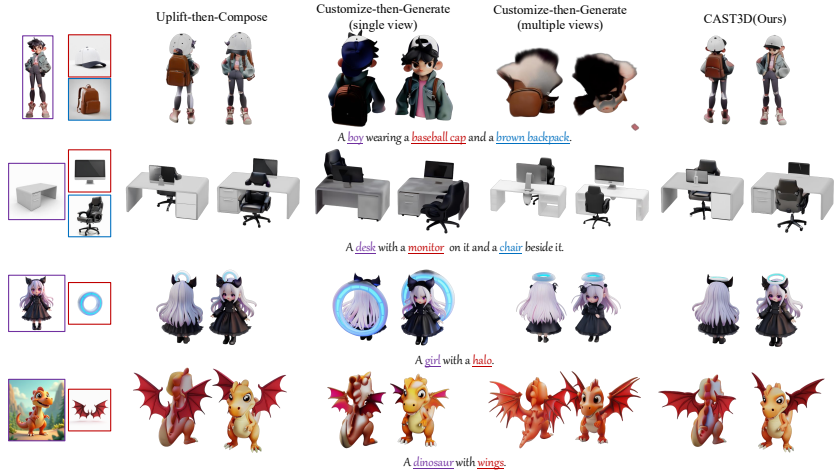 Uplift-then-Compose
Customize-then-Generate
(single view)
Customize-then-Generate
(multiple views)
CAST3D(Ours)
A boy wearing a baseball cap and a brown backpack.
A desk with a monitor on it and a chair beside it.
A girl with a halo.
A dinosaur with wings.